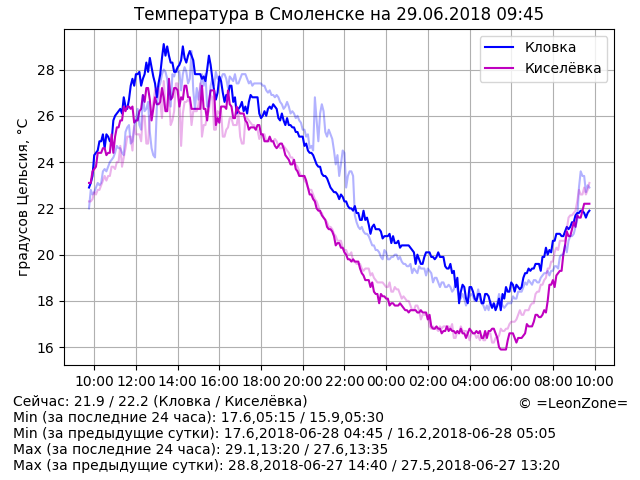 Температура в Смоленске на 29.06.2018 09:45
Кловка
Киселёвка
градусов Цельсия, °C
28
26
24
22
20
18
16
10:00 12:00 14:00 16:00 18:00 20:00 22:00 00:00 02:00 04:00 06:00 08:00 10:00
Сейчас: 21.9 / 22.2 (Кловка / Киселёвка)
© =LeonZone=
Min (за последние 24 часа): 17.6,05:15 / 15.9,05:30
Min (за предыдущие сутки): 17.6,2018-06-28 04:45 / 16.2,2018-06-28 05:05
Max (за последние 24 часа): 29.1,13:20 / 27.6,13:35
Max (за предыдущие сутки): 28.8,2018-06-27 14:40 / 27.5,2018-06-27 13:20